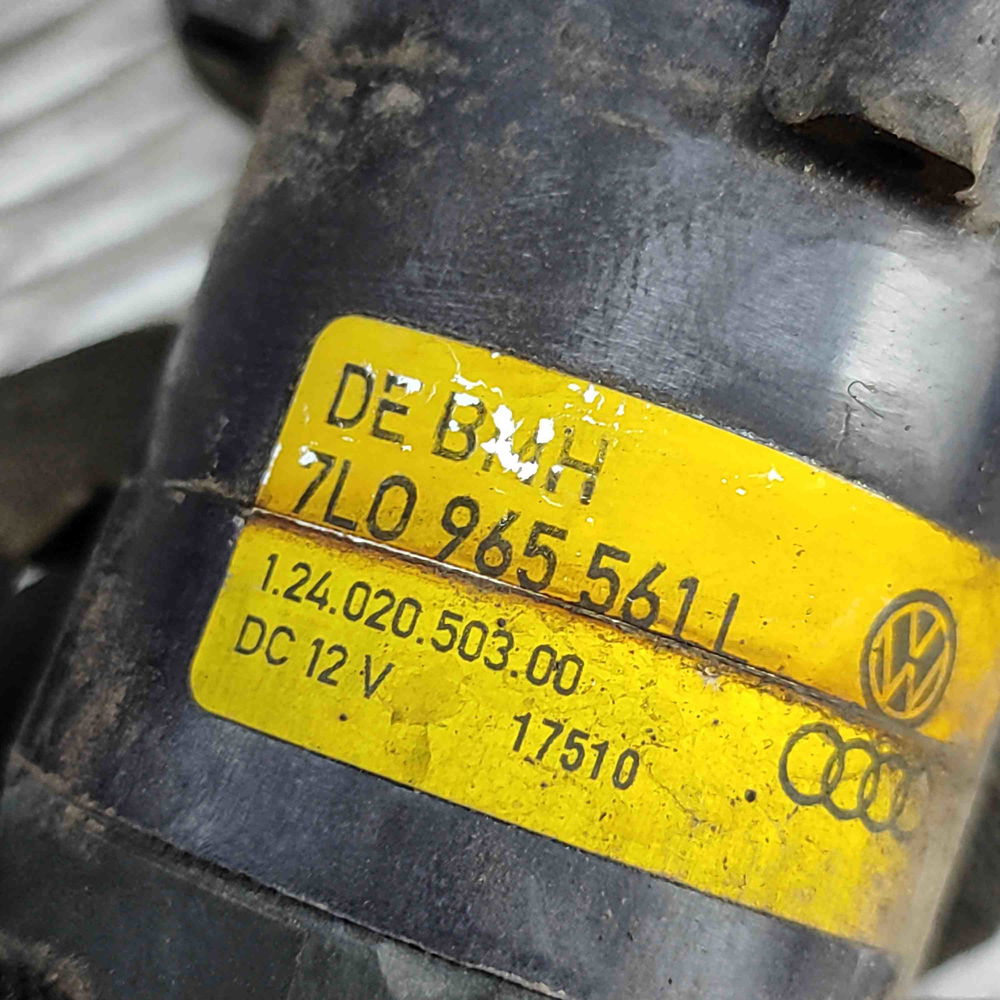 DE BMH
7L0 965 561 L
1.24.020.503.00
DC 12 V
17510